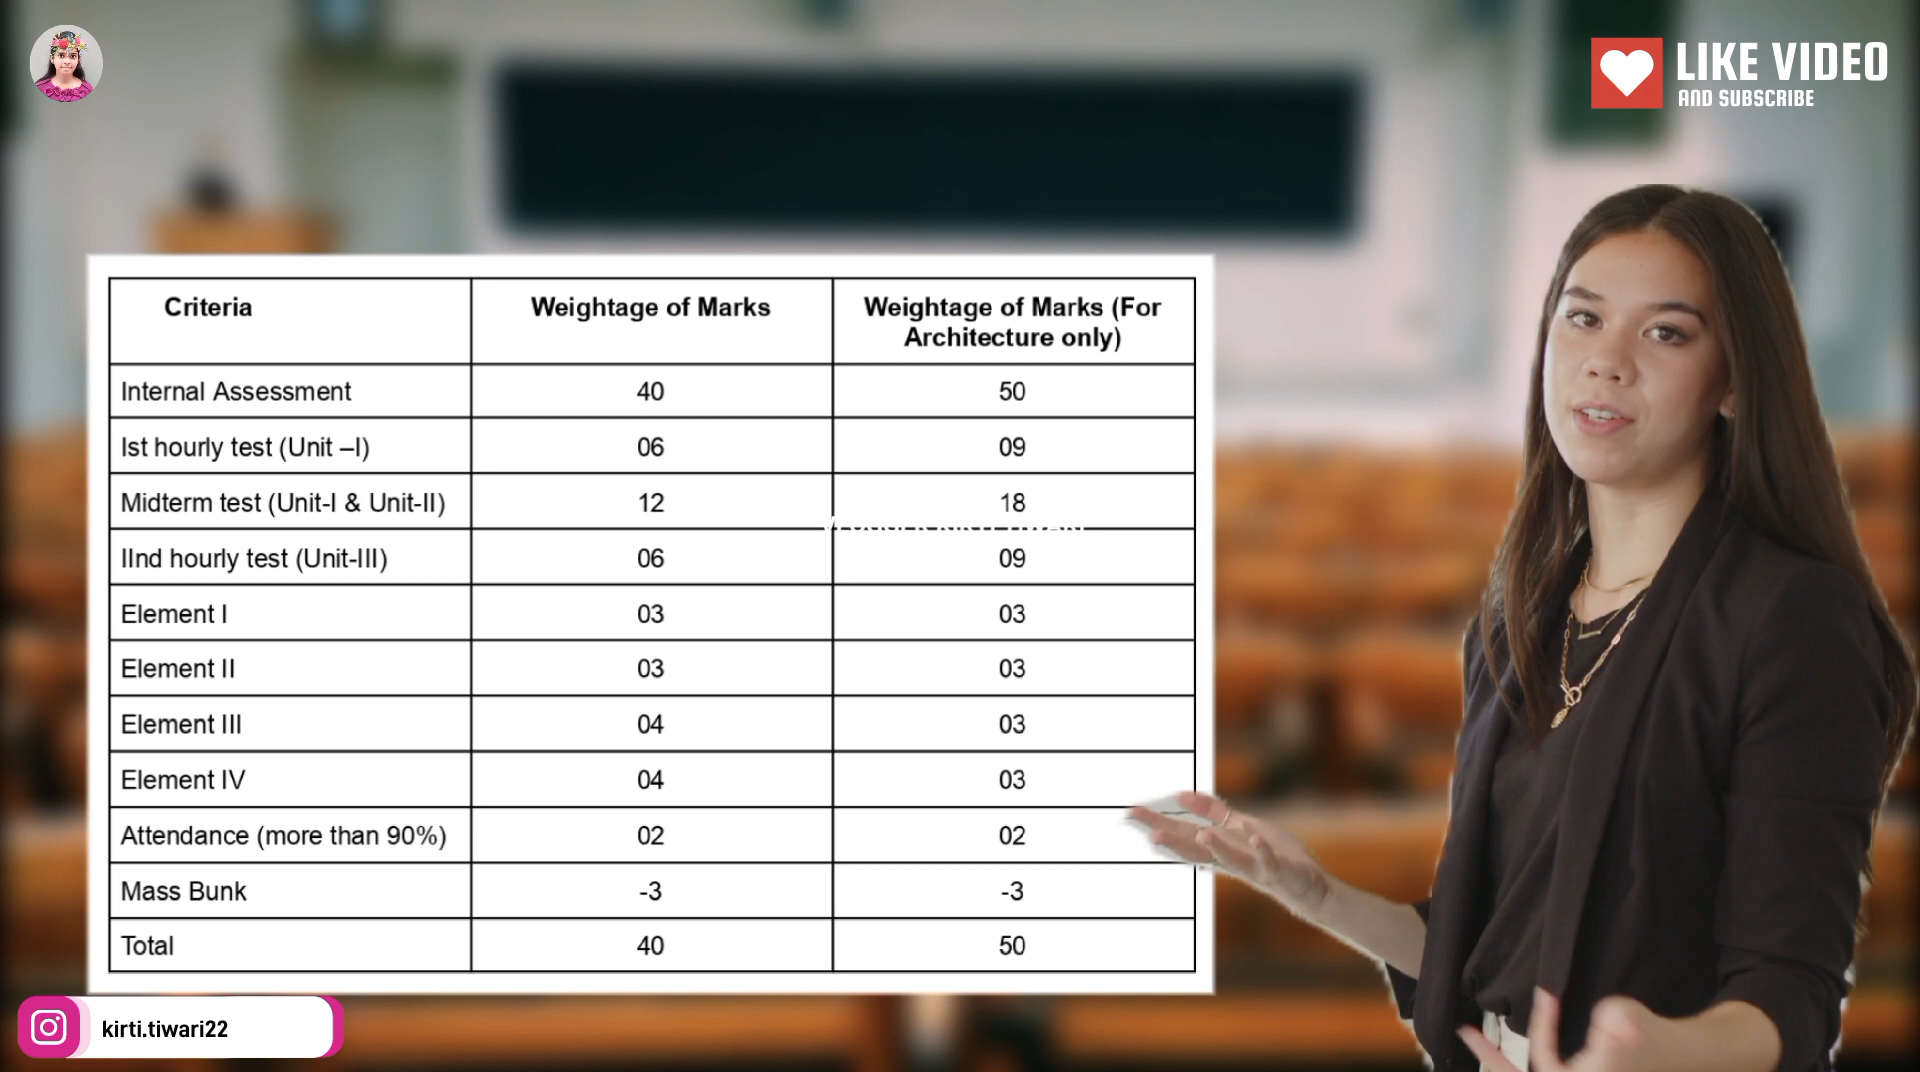 LIKE VIDEO
AND SUBSCRIBE
Criteria Weightage of Marks Weightage of Marks (For Architecture only)
Internal Assessment 40 50
Ist hourly test (Unit –I) 06 09
Midterm test (Unit-I & Unit-II) 12 18
IInd hourly test (Unit-III) 06 09
Element I 03 03
Element II 03 03
Element III 04 03
Element IV 04 03
Attendance (more than 90%) 02 02
Mass Bunk -3 -3
Total 40 50
kirti.tiwari22